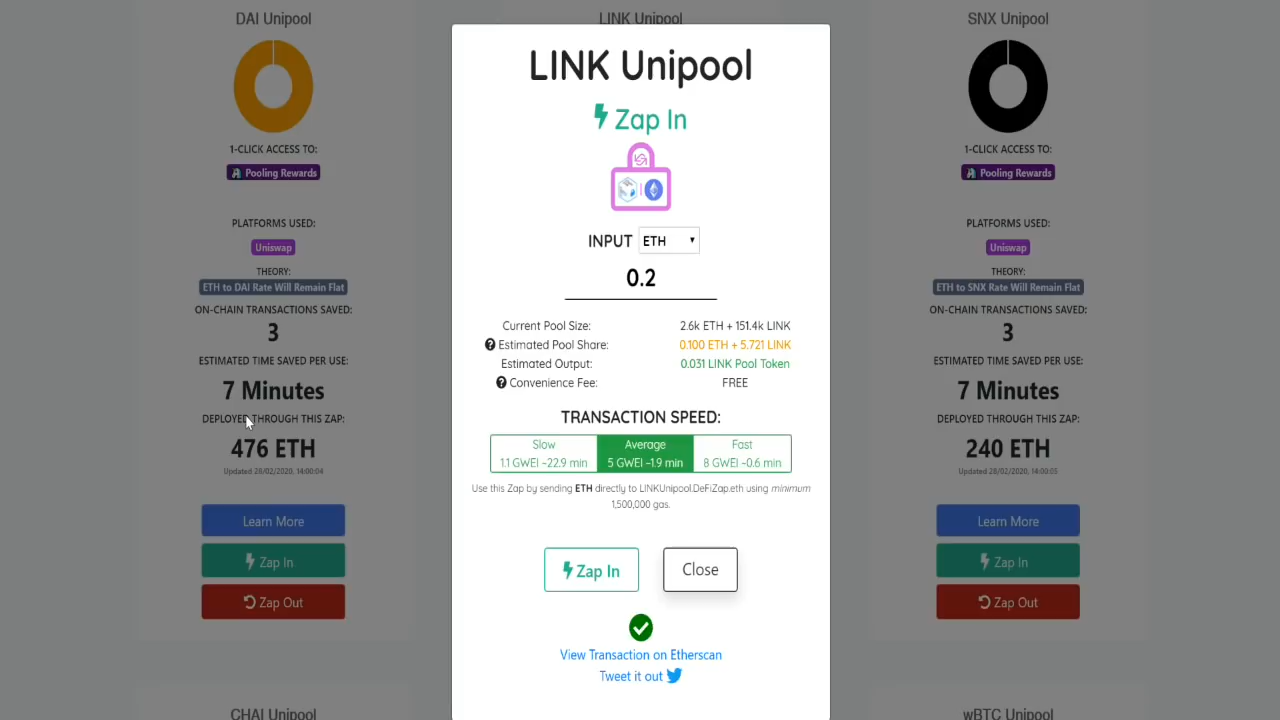 DAI Unipool
1-CLICK ACCESS TO:
Pooling Rewards
PLATFORMS USED:
Uniswap
THEORY:
ETH to DAI Rate Will Remain Flat
ON-CHAIN TRANSACTIONS SAVED:
3
ESTIMATED TIME SAVED PER USE:
7 Minutes
DEPLOYED THROUGH THIS ZAP:
476 ETH
Updated 28/02/2020, 14:00:04
Learn More
Zap In
Zap Out
CHAI Unipool
LINK Unipool
LINK Unipool
Zap In
INPUT ETH
0.2
Current Pool Size: 2.6k ETH + 151.4k LINK
Estimated Pool Share: 0.100 ETH + 5.721 LINK
Estimated Output: 0.031 LINK Pool Token
Convenience Fee: FREE
TRANSACTION SPEED:
Slow Average Fast
1.1 GWEI ~22.9 min 5 GWEI ~1.9 min 8 GWEI ~0.6 min
Use this Zap by sending ETH directly to LINKUnipool.DeFiZap.eth using minimum
1,500,000 gas.
Zap In Close
View Transaction on Etherscan
Tweet it out
SNX Unipool
1-CLICK ACCESS TO:
Pooling Rewards
PLATFORMS USED:
Uniswap
THEORY:
ETH to SNX Rate Will Remain Flat
ON-CHAIN TRANSACTIONS SAVED:
3
ESTIMATED TIME SAVED PER USE:
7 Minutes
DEPLOYED THROUGH THIS ZAP:
240 ETH
Updated 28/02/2020, 14:00:05
Learn More
Zap In
Zap Out
wBTC Unipool